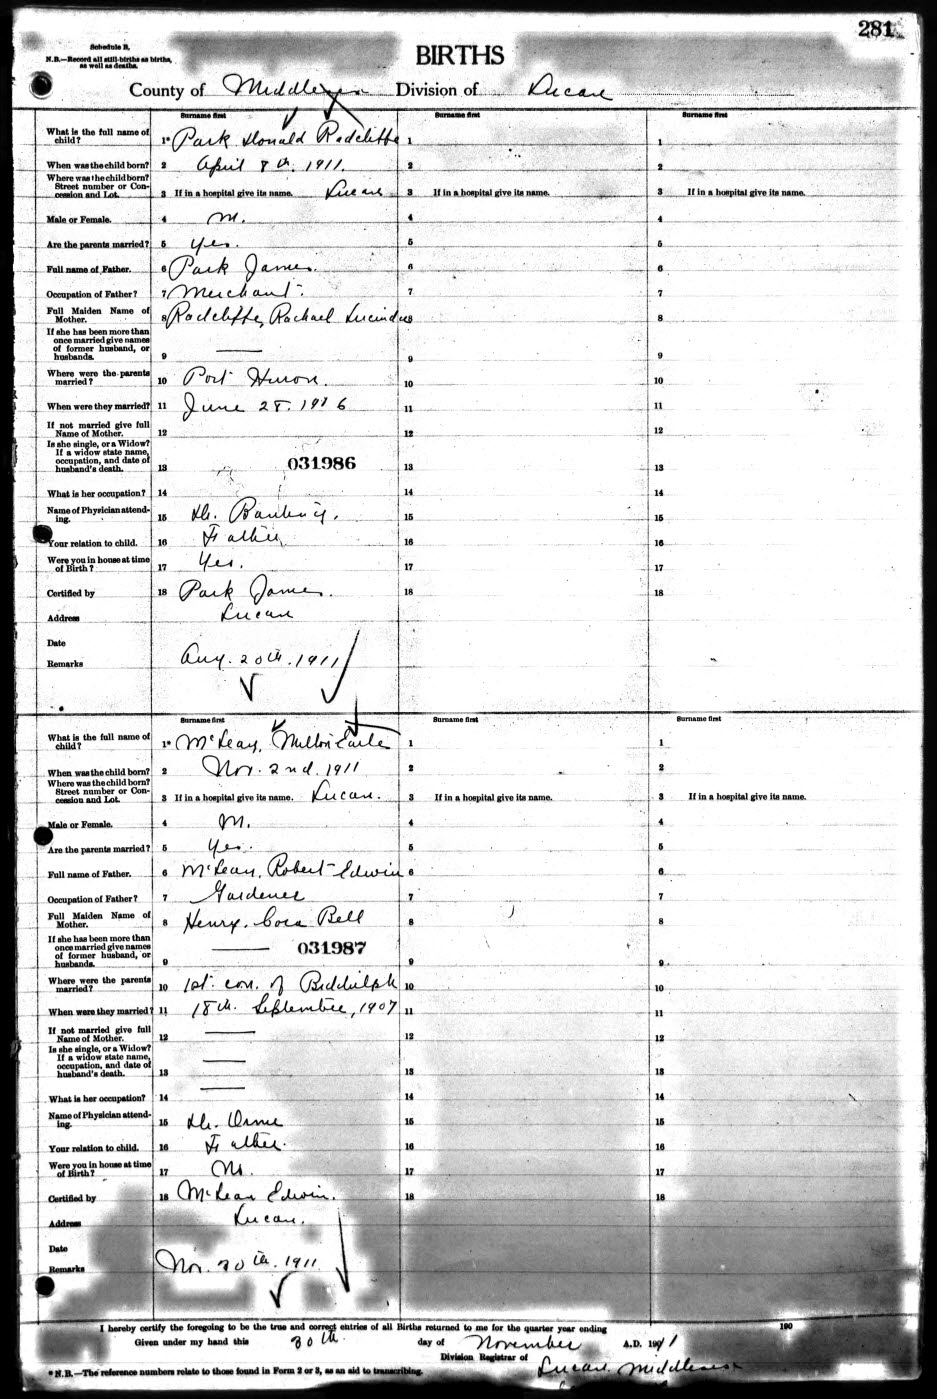 281
Schedule B,
N.B.—Record all still-births as births,
as well as deaths.
BIRTHS
County of Middlesex Division of Lucan
Surname first Surname first Surname first
What is the full name of child? 1* Park Donald Radcliffe 1 1
When was the child born? 2 April 8th. 1911. 2 2
Where was the child born? Street number or Concession and Lot. 3 If in a hospital give its name. Lucan 3 If in a hospital give its name. 3 If in a hospital give its name.
Male or Female. 4 M. 4 4
Are the parents married? 5 Yes. 5 5
Full name of Father. 6 Park James. 6 6
Occupation of Father? 7 Merchant. 7 7
Full Maiden Name of Mother. 8 Radcliffe, Rachael Lucinda 8 8
If she has been more than once married give names of former husband, or husbands. 9 — 9 9
Where were the parents married? 10 Port Huron. 10 10
When were they married? 11 June 28. 11 11
If not married give full Name of Mother. 12 12 12
Is she single, or a Widow? If a widow state name, occupation, and date of husband's death. 13 031986 13 13
What is her occupation? 14 14 14
Name of Physician attending. 15 Dr. 15 15
Your relation to child. 16 Father 16 16
Were you in house at time of Birth? 17 Yes. 17 17
Certified by 18 Park James. 18 18
Address Lucan
Date
Remarks Aug. 20th. 1911
Surname first Surname first Surname first
What is the full name of child? 1* McLean, Milton Earle 1 1
When was the child born? 2 Nov. 2nd. 1911 2 2
Where was the child born? Street number or Concession and Lot. 3 If in a hospital give its name. Lucan. 3 If in a hospital give its name. 3 If in a hospital give its name.
Male or Female. 4 M. 4 4
Are the parents married? 5 Yes. 5 5
Full name of Father. 6 McLean, Robert Edwin 6 6
Occupation of Father? 7 Gardener 7 7
Full Maiden Name of Mother. 8 Henry, Cora Bell 8 8
If she has been more than once married give names of former husband, or husbands. 9 — 031987 9 9
Where were the parents married? 10 1st. con. of Biddulph 10 10
When were they married? 11 18th. September, 1907 11 11
If not married give full Name of Mother. 12 — 12 12
Is she single, or a Widow? If a widow state name, occupation, and date of husband's death. 13 — 13 13
What is her occupation? 14 — 14 14
Name of Physician attending. 15 Dr. Orme 15 15
Your relation to child. 16 Father. 16 16
Were you in house at time of Birth? 17 17 17
Certified by 18 McLean Edwin. 18 18
Address Lucan.
Date
Remarks Nov. 1911
I hereby certify the foregoing to be the true and correct entries of all Births returned to me for the quarter year ending 190
Given under my hand this 30th. day of November A.D. 1911
Division Registrar of Lucan Middlesex
* N.B.—The reference numbers relate to those found in Form 2 or 3, as an aid to transcribing.